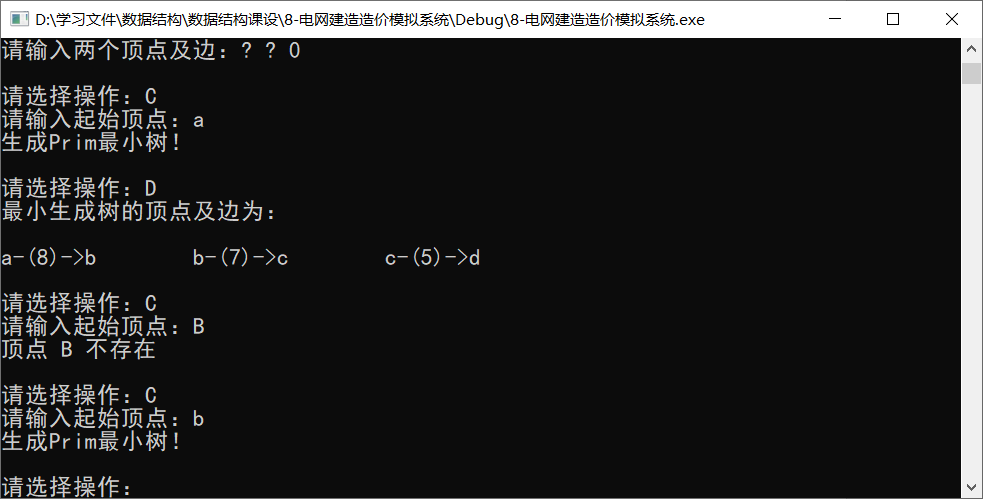 D:\学习文件\数据结构\数据结构课设\8-电网建造造价模拟系统\Debug\8-电网建造造价模拟系统.exe
请输入两个顶点及边：? ? 0
请选择操作：C
请输入起始顶点：a
生成Prim最小树！
请选择操作：D
最小生成树的顶点及边为：
a-(8)->b b-(7)->c c-(5)->d
请选择操作：C
请输入起始顶点：B
顶点 B 不存在
请选择操作：C
请输入起始顶点：b
生成Prim最小树！
请选择操作：